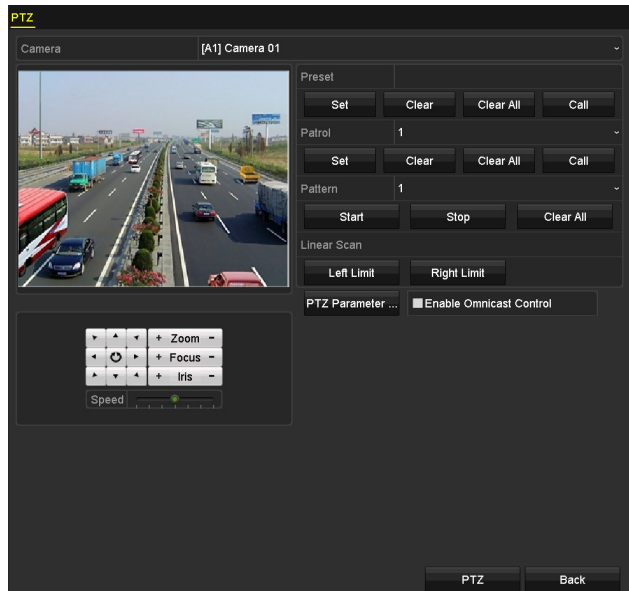 PTZ
Camera [A1] Camera 01
Preset
Set Clear Clear All Call
Patrol 1
Set Clear Clear All Call
Pattern 1
Start Stop Clear All
Linear Scan
Left Limit Right Limit
PTZ Parameter ... Enable Omnicast Control
+ Zoom -
+ Focus -
+ Iris -
Speed
PTZ Back